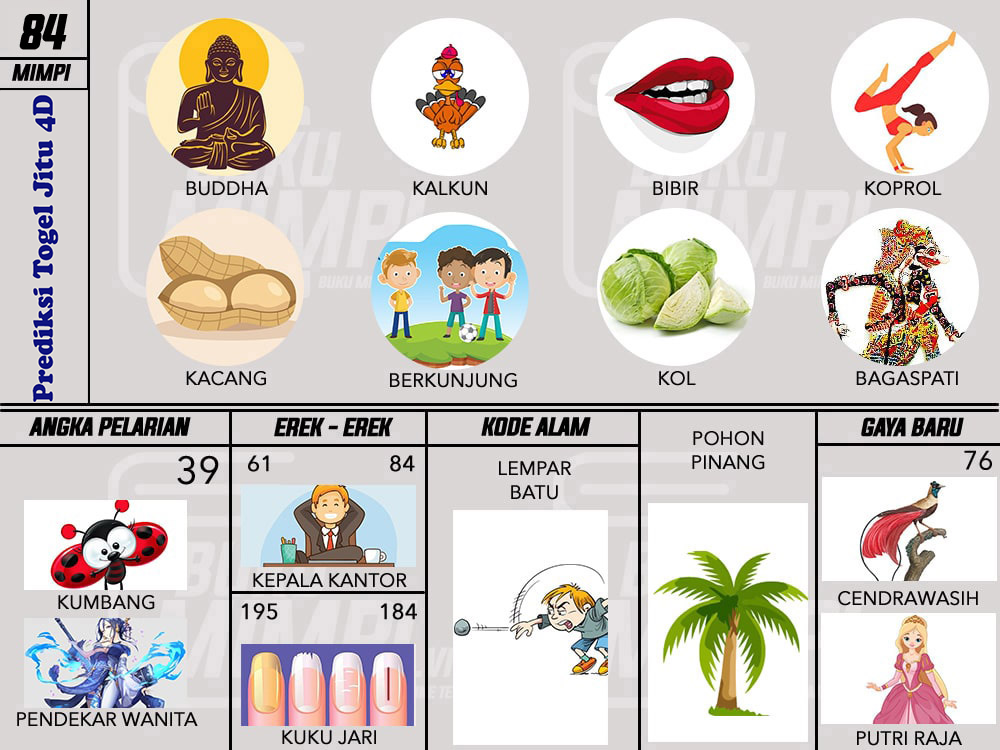 84
MIMPI
Prediksi Togel Jitu 4D
BUDDHA
KALKUN
BIBIR
KOPROL
KACANG
BERKUNJUNG
KOL
BAGASPATI
ANGKA PELARIAN
39
KUMBANG
PENDEKAR WANITA
EREK - EREK
61 84
KEPALA KANTOR
195 184
KUKU JARI
KODE ALAM
LEMPAR
BATU
POHON
PINANG
GAYA BARU
76
CENDRAWASIH
PUTRI RAJA